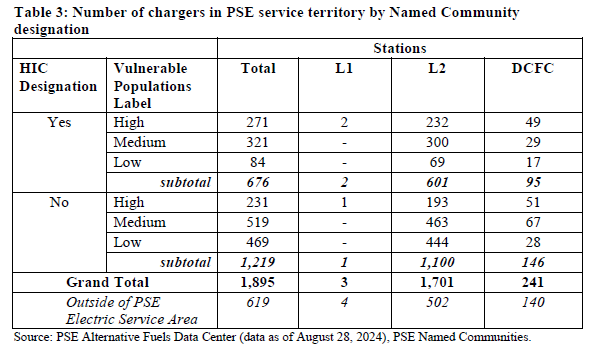 Table 3: Number of chargers in PSE service territory by Named Community
designation
Stations
HIC Designation Vulnerable Populations Label Total L1 L2 DCFC
Yes High 271 2 232 49
Medium 321 - 300 29
Low 84 - 69 17
subtotal 676 2 601 95
No High 231 1 193 51
Medium 519 - 463 67
Low 469 - 444 28
subtotal 1,219 1 1,100 146
Grand Total 1,895 3 1,701 241
Outside of PSE Electric Service Area 619 4 502 140
Source: PSE Alternative Fuels Data Center (data as of August 28, 2024), PSE Named Communities.